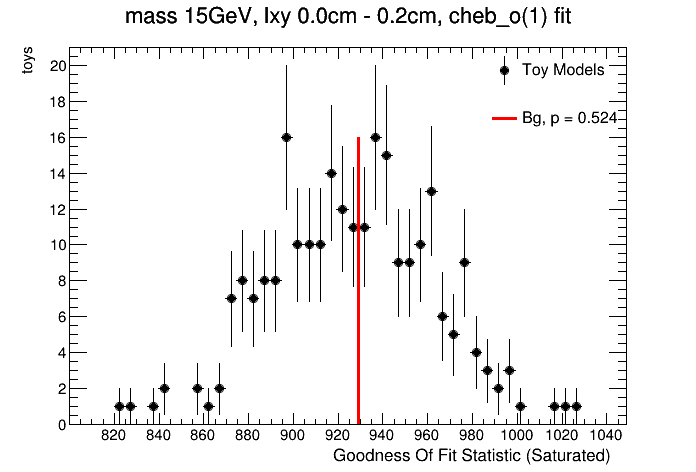 mass 15GeV, lxy 0.0cm - 0.2cm, cheb_o(1) fit
toys
20
18
16
14
12
10
8
6
4
2
0
Toy Models
Bg, p = 0.524
820 840 860 880 900 920 940 960 980 1000 1020 1040
Goodness Of Fit Statistic (Saturated)